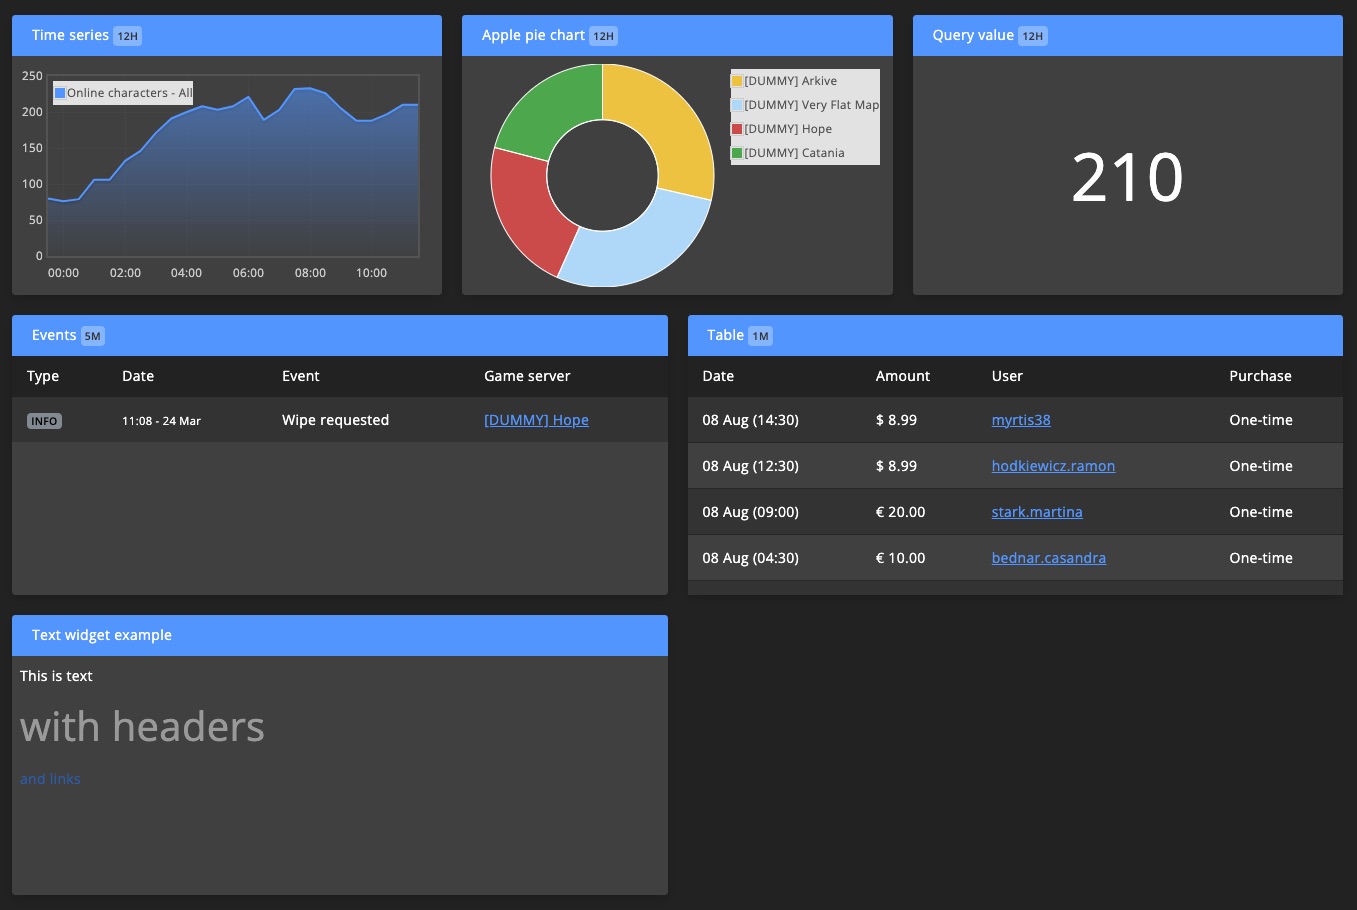 Time series 12H
250
200
150
100
50
0
Online characters - All
00:00 02:00 04:00 06:00 08:00 10:00
Apple pie chart 12H
[DUMMY] Arkive
[DUMMY] Very Flat Map
[DUMMY] Hope
[DUMMY] Catania
Query value 12H
210
Events 5M
Type Date Event Game server
INFO 11:08 - 24 Mar Wipe requested [DUMMY] Hope
Table 1M
Date Amount User Purchase
08 Aug (14:30) $ 8.99 myrtis38 One-time
08 Aug (12:30) $ 8.99 hodkiewicz.ramon One-time
08 Aug (09:00) € 20.00 stark.martina One-time
08 Aug (04:30) € 10.00 bednar.casandra One-time
Text widget example
This is text
with headers
and links